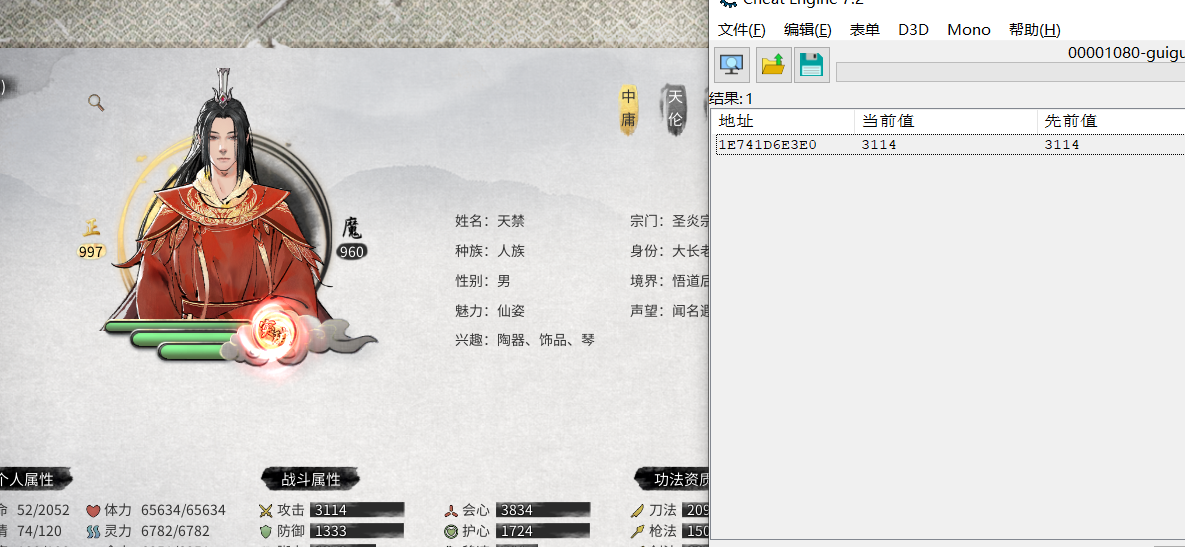 Cheat Engine 7.2
文件(F) 编辑(E) 表单 D3D Mono 帮助(H)
00001080-guigu
结果: 1
地址 当前值 先前值
1E741D6E3E0 3114 3114
)
中庸
天伦
正
997
魔
960
姓名：天禁 宗门：圣炎宗
种族：人族 身份：大长老
性别：男 境界：悟道后
魅力：仙姿 声望：闻名遐
兴趣：陶器、饰品、琴
个人属性 战斗属性 功法资质
命 52/2052 体力 65634/65634 攻击 3114 会心 3834 刀法 209
情 74/120 灵力 6782/6782 防御 1333 护心 1724 枪法 150